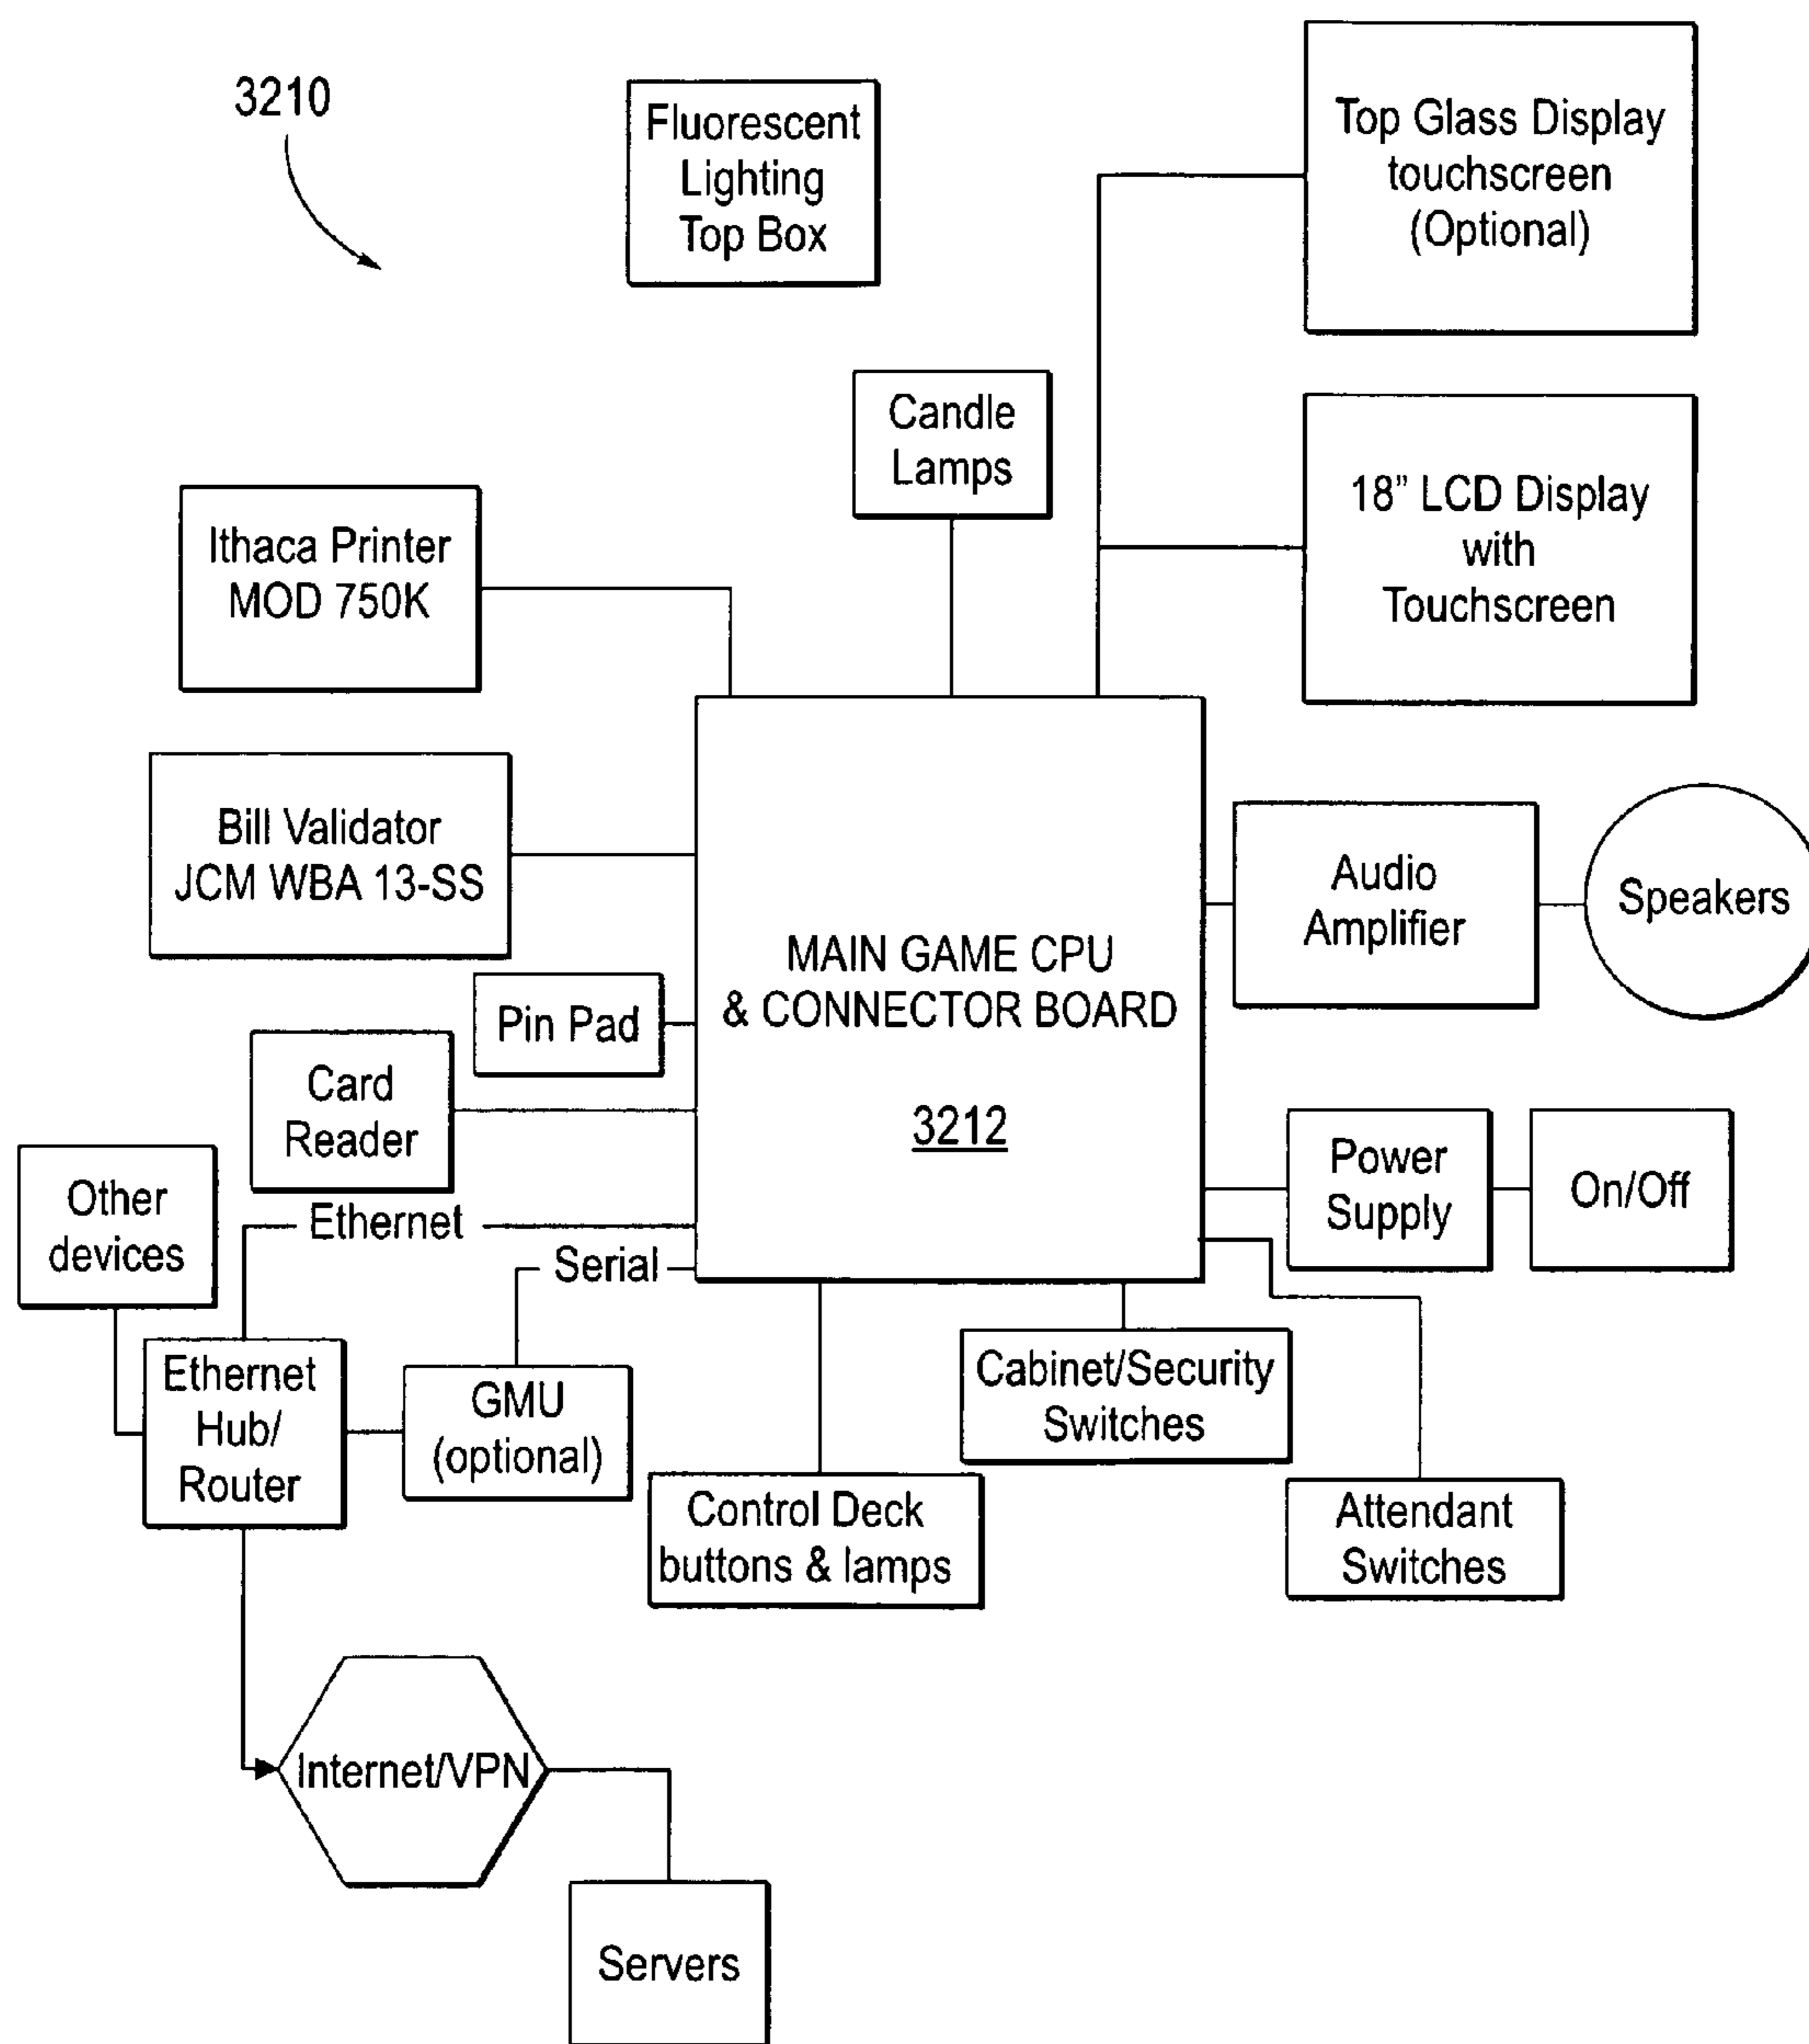 3210
Fluorescent
Lighting
Top Box
Top Glass Display
touchscreen
(Optional)
Candle
Lamps
18” LCD Display
with
Touchscreen
Ithaca Printer
MOD 750K
Bill Validator
JCM WBA 13-SS
MAIN GAME CPU
& CONNECTOR BOARD
3212
Audio
Amplifier
Speakers
Pin Pad
Card
Reader
Power
Supply
On/Off
Other
devices
Ethernet
Serial
Ethernet
Hub/
Router
GMU
(optional)
Cabinet/Security
Switches
Control Deck
buttons & lamps
Attendant
Switches
Internet/VPN
Servers